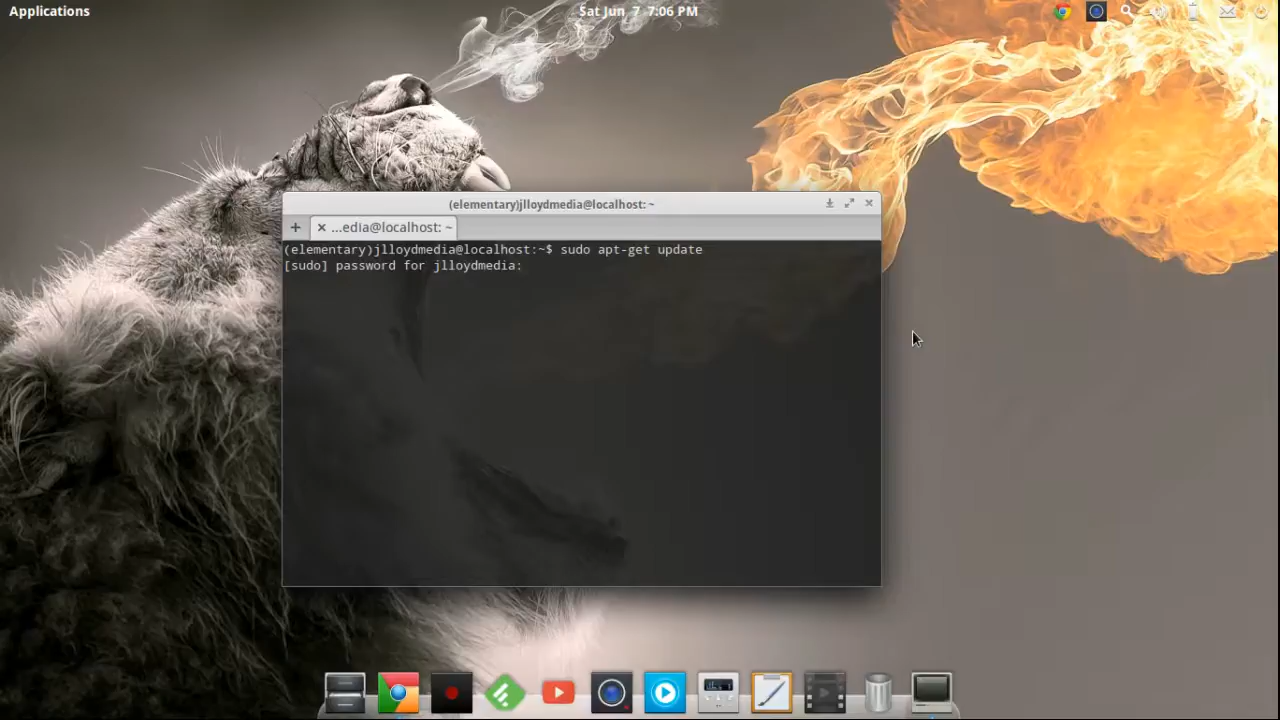 Applications
Sat Jun 7 7:06 PM
(elementary)jlloydmedia@localhost: ~
...edia@localhost: ~
(elementary)jlloydmedia@localhost:~$ sudo apt-get update
[sudo] password for jlloydmedia: